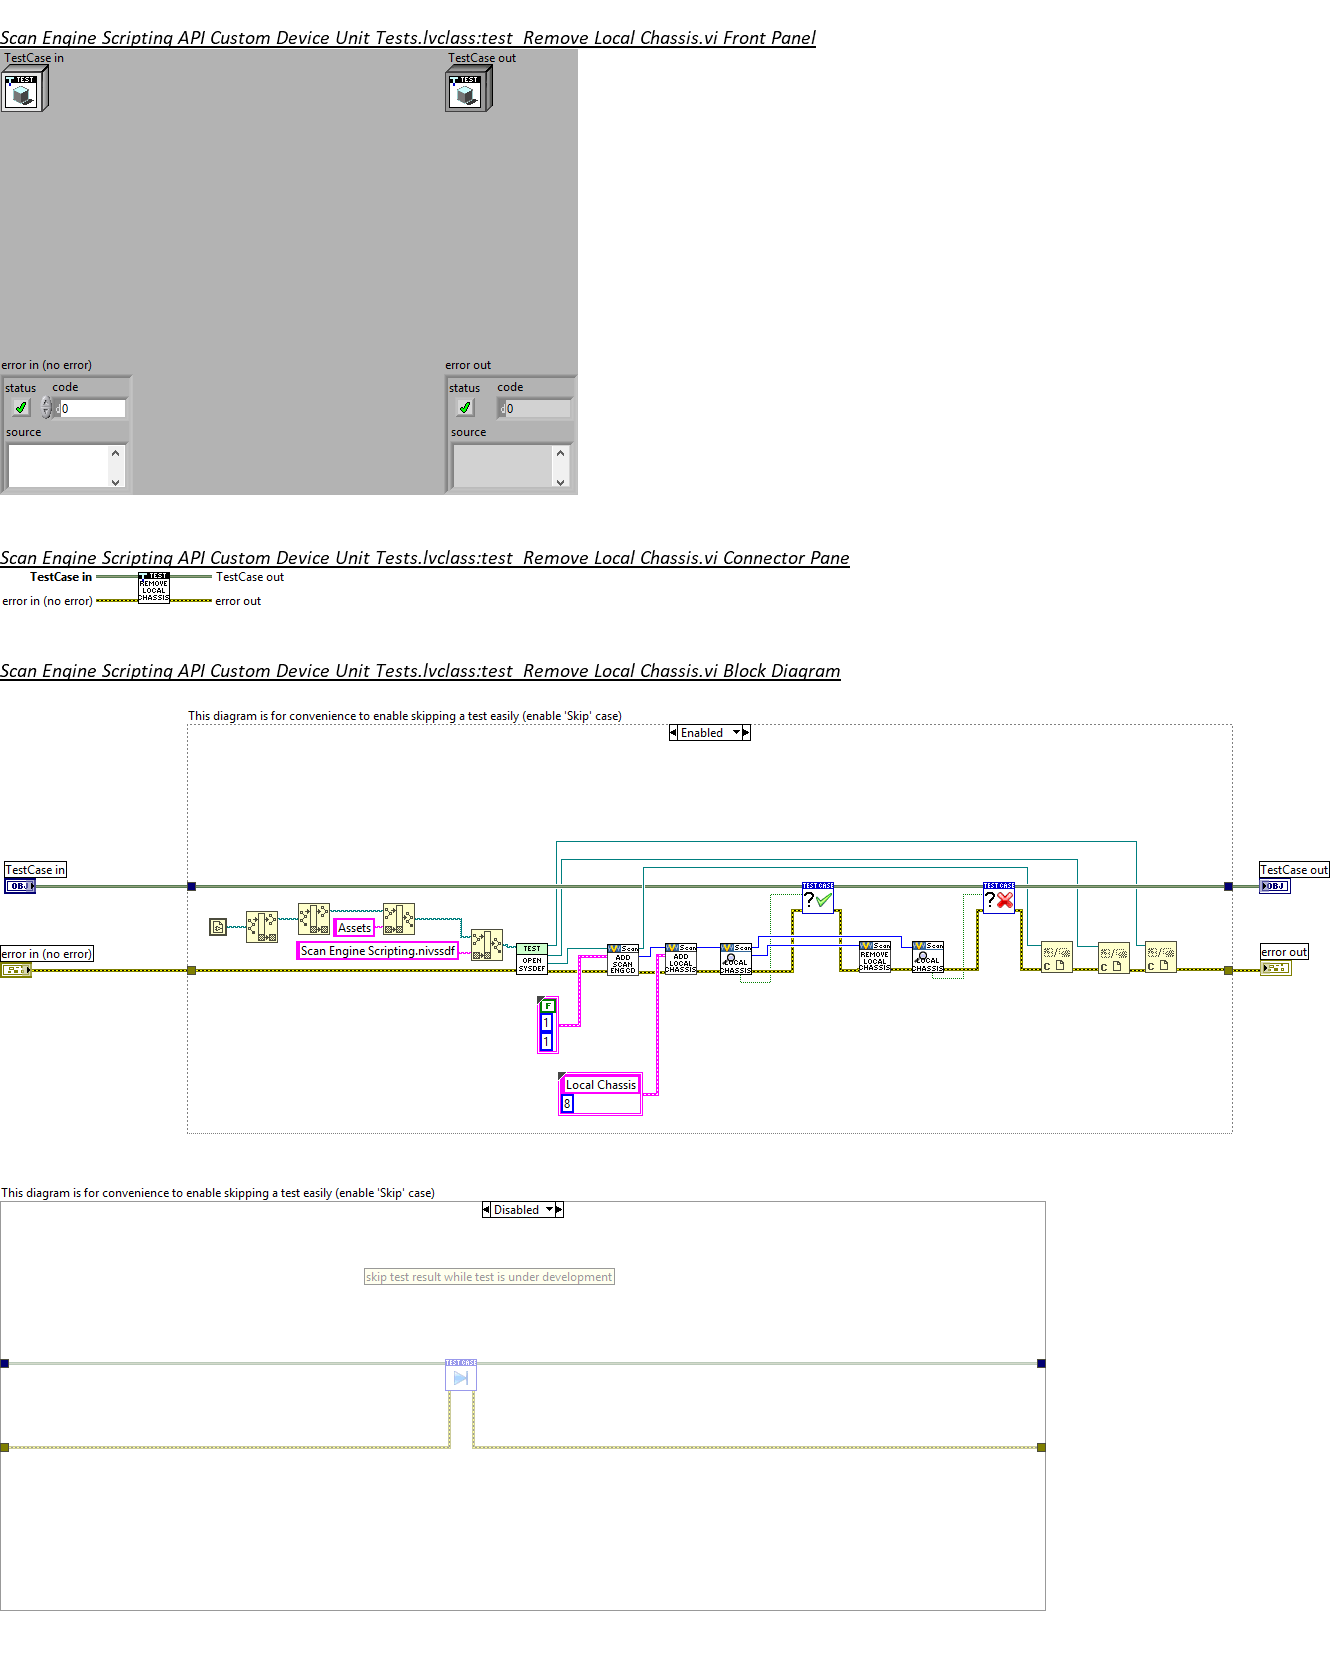 Scan Engine Scripting API Custom Device Unit Tests.lvclass:test_Remove Local Chassis.vi Front Panel
TestCase in
TestCase out
TEST
TEST
error in (no error)
error out
status code
status code
d0
d0
source
source
Scan Engine Scripting API Custom Device Unit Tests.lvclass:test_Remove Local Chassis.vi Connector Pane
TestCase in
TestCase out
TEST
REMOVE
LOCAL
CHASSIS
error in (no error)
error out
Scan Engine Scripting API Custom Device Unit Tests.lvclass:test_Remove Local Chassis.vi Block Diagram
This diagram is for convenience to enable skipping a test easily (enable 'Skip' case)
Enabled
TestCase in
OBJ
TestCase out
OBJ
TEST CASE
?
TEST CASE
?
Assets
Scan Engine Scripting.nivssdf
error in (no error)
error out
TEST
OPEN
SYSDEF
Scan
ADD
SCAN
ENG CD
Scan
ADD
LOCAL
CHASSIS
Scan
LOCAL
CHASSIS
Scan
REMOVE
LOCAL
CHASSIS
Scan
LOCAL
CHASSIS
C
C
C
F
1
1
Local Chassis
8
This diagram is for convenience to enable skipping a test easily (enable 'Skip' case)
Disabled
skip test result while test is under development
TEST CASE